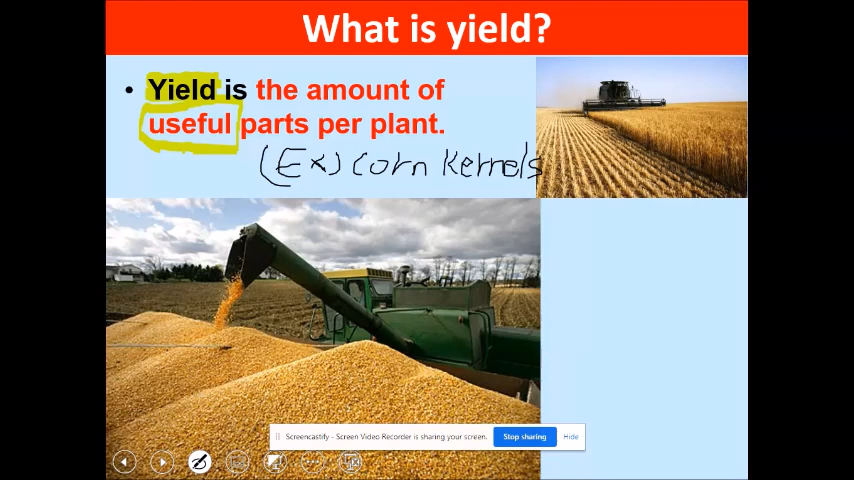 What is yield?
• Yield is the amount of
useful parts per plant.
(Ex) corn kernels
Screencastify - Screen Video Recorder is sharing your screen. Stop sharing Hide